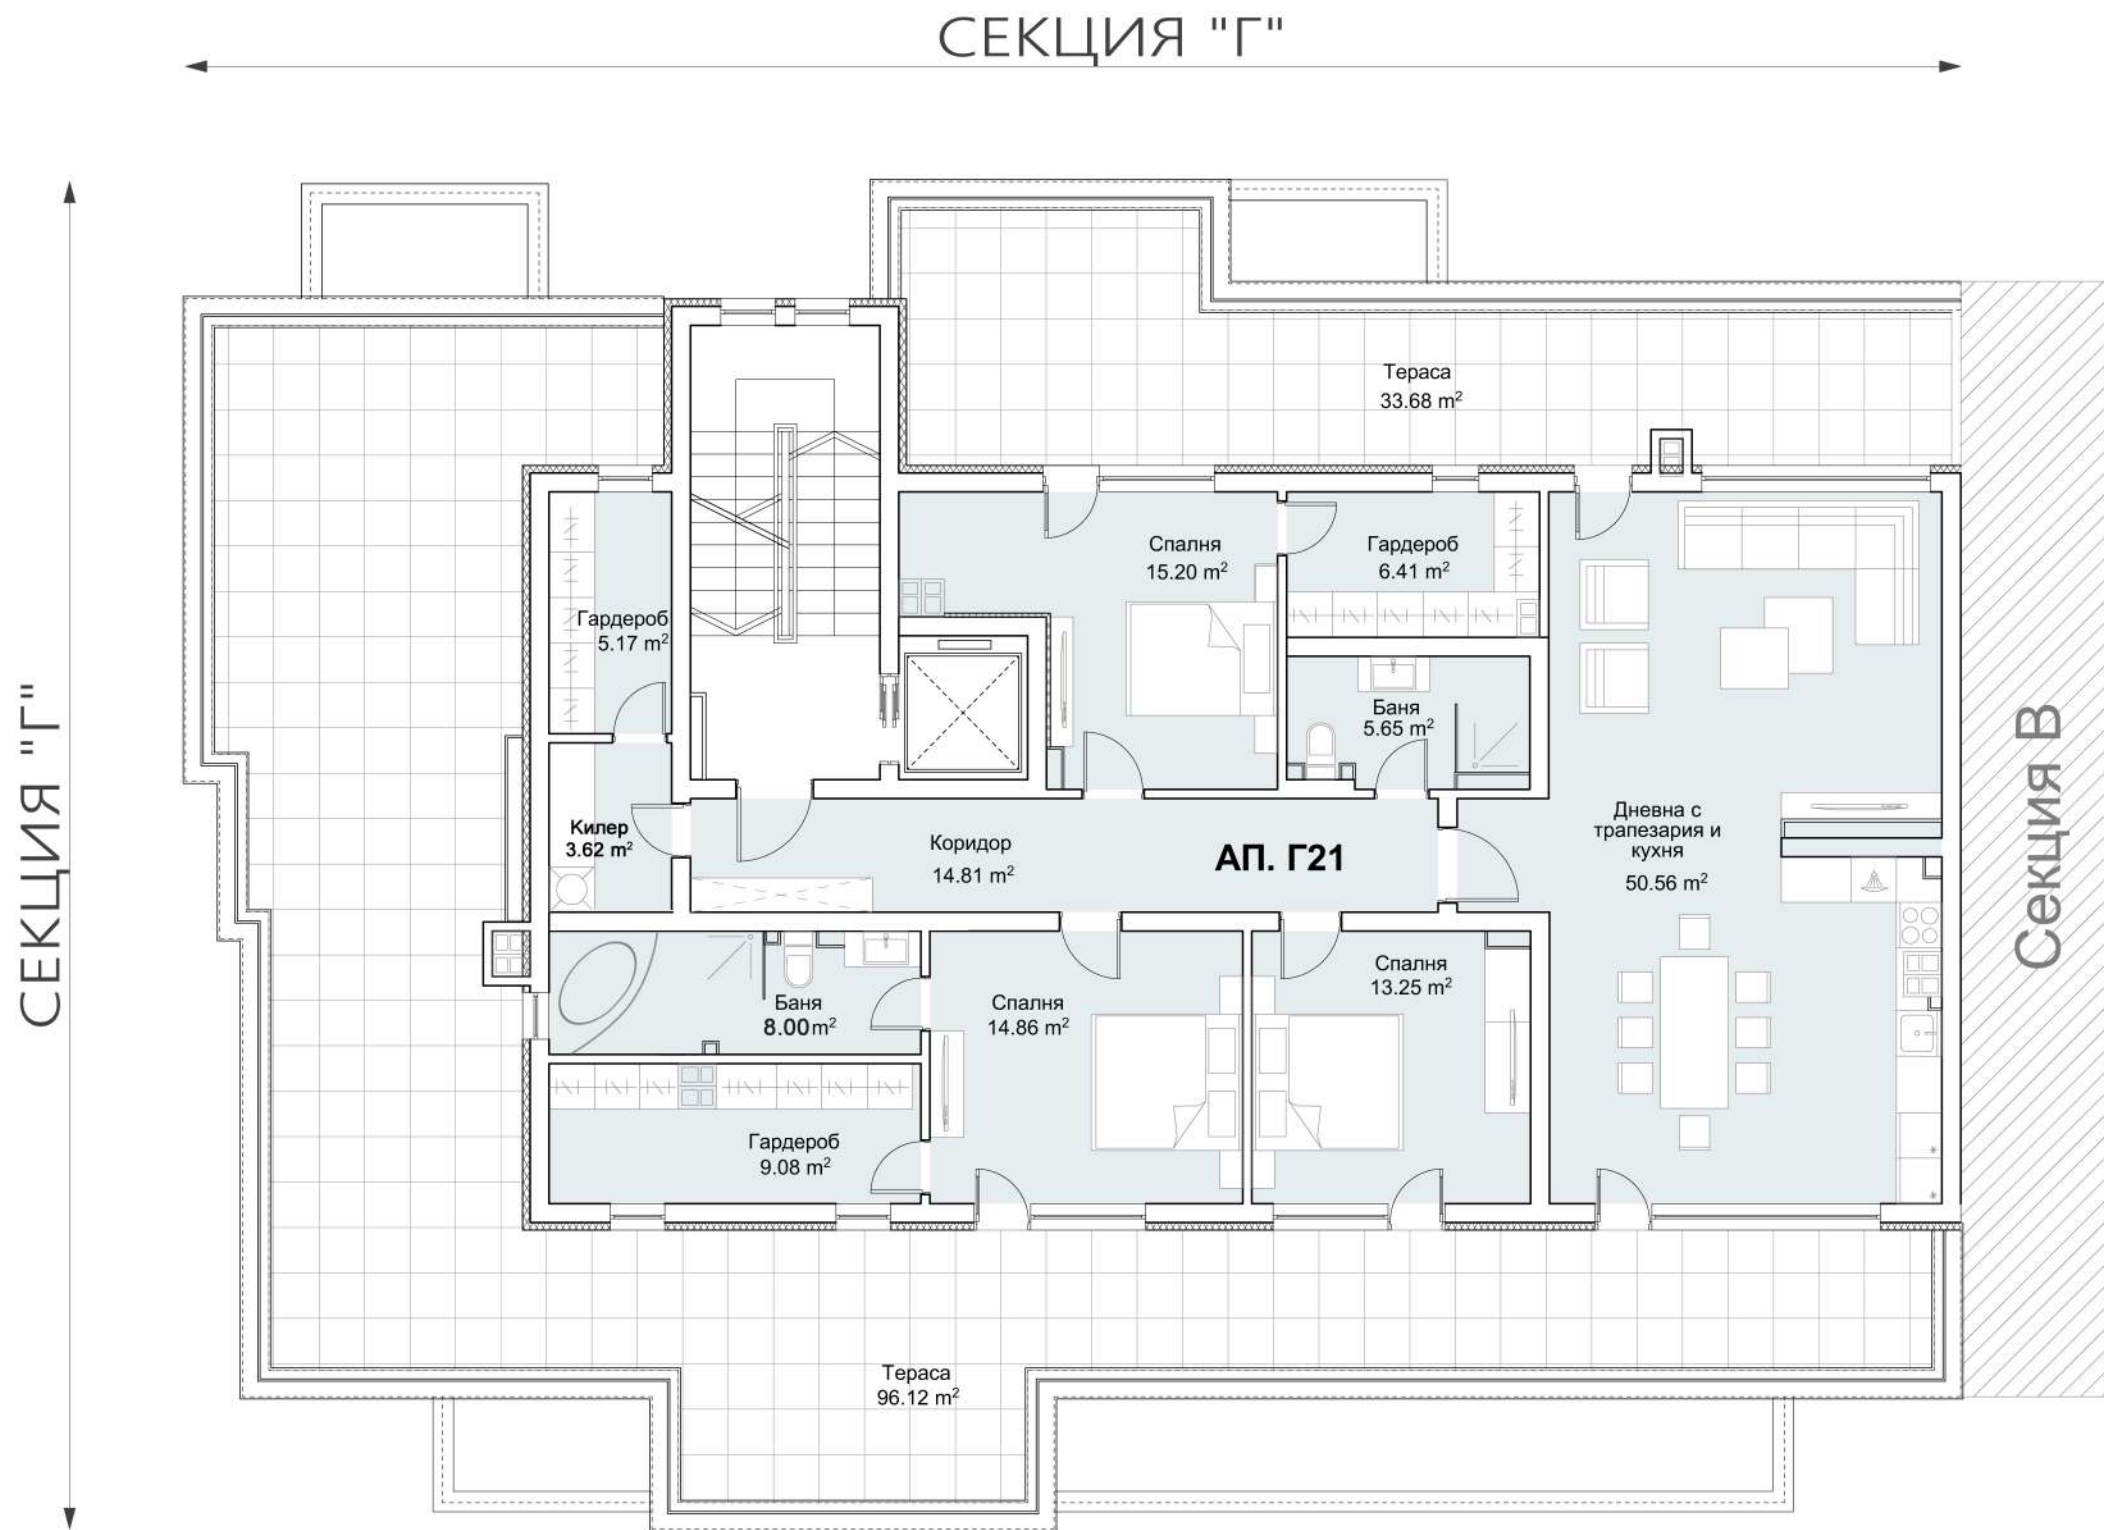 СЕКЦИЯ "Г"
СЕКЦИЯ "Г"
Тераса
33.68 m²
Спалня
15.20 m²
Гардероб
6.41 m²
Гардероб
5.17 m²
Баня
5.65 m²
Килер
3.62 m²
Коридор
14.81 m²
АП. Г21
Дневна с
трапезария и
кухня
50.56 m²
Секция В
Баня
8.00m²
Спалня
14.86 m²
Спалня
13.25 m²
Гардероб
9.08 m²
Тераса
96.12 m²